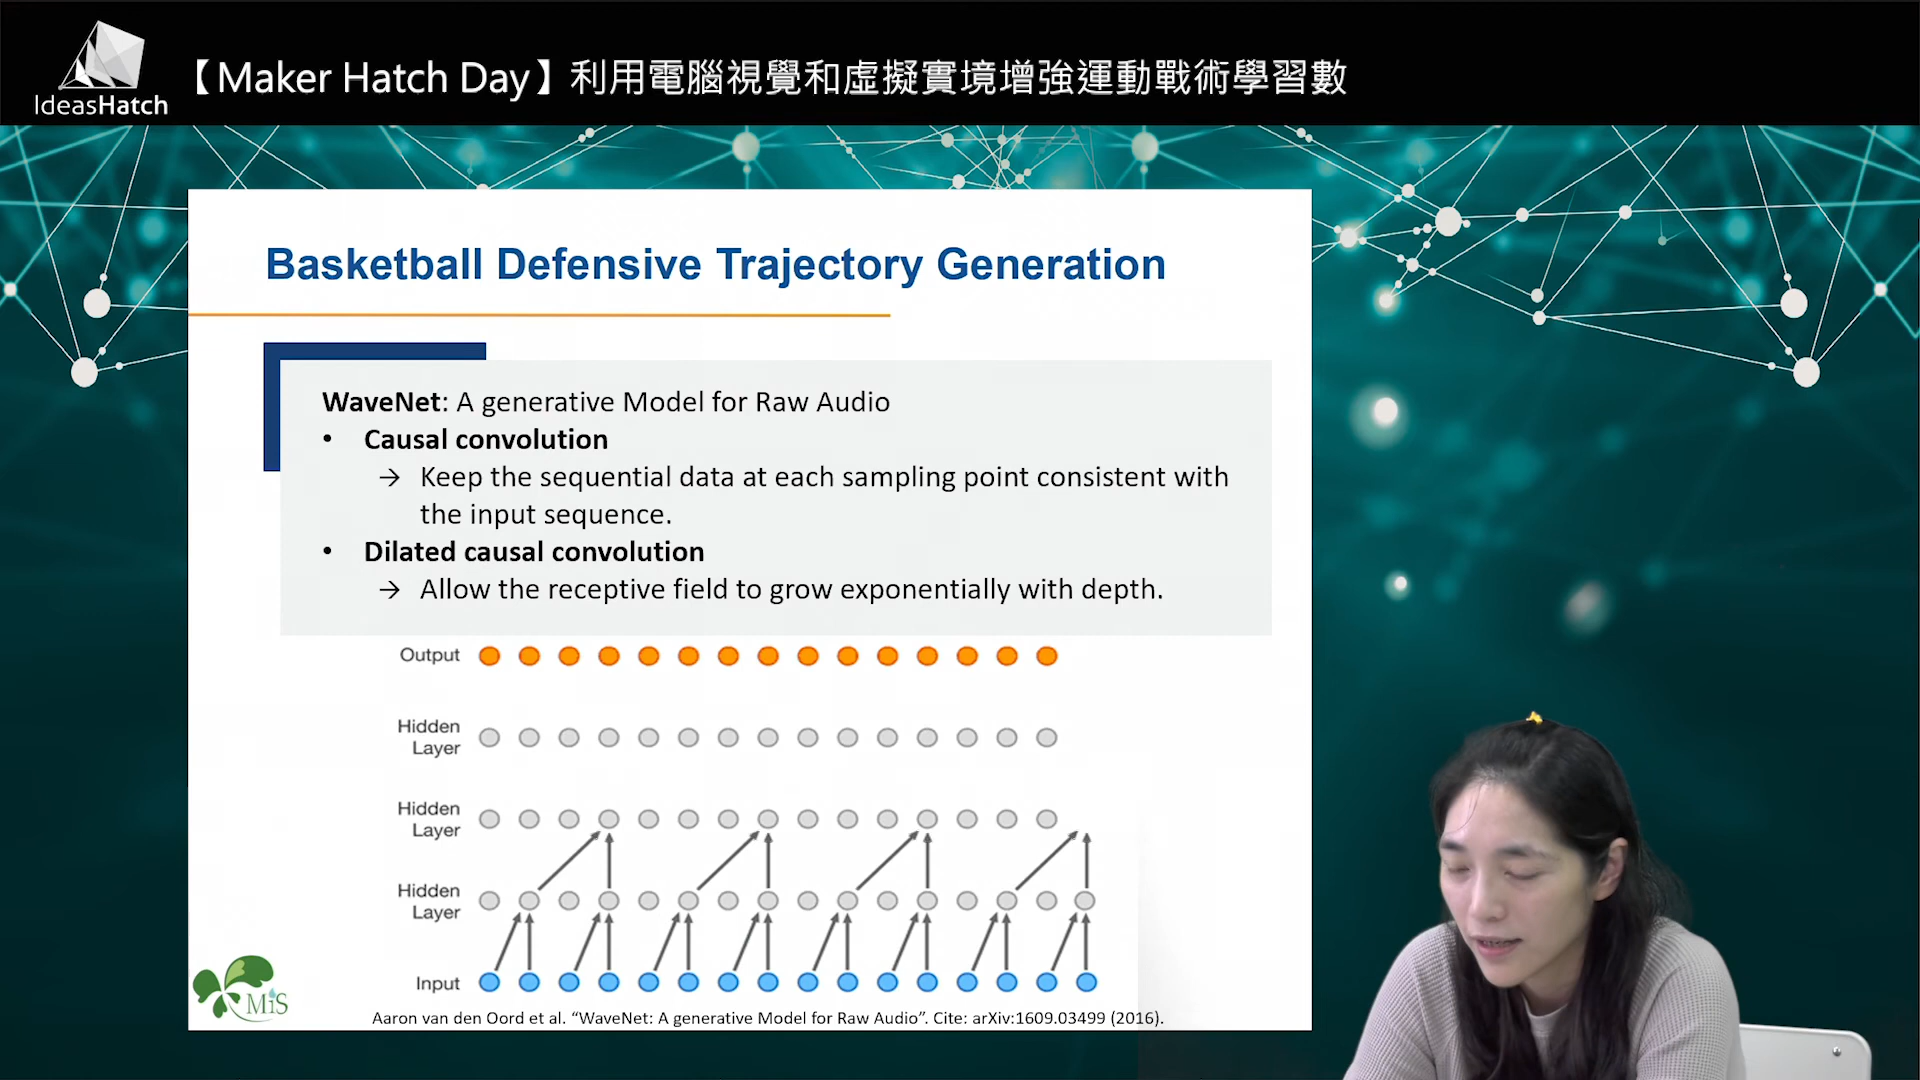 IdeasHatch
【Maker Hatch Day】利用電腦視覺和虛擬實境增強運動戰術學習數
Basketball Defensive Trajectory Generation
WaveNet: A generative Model for Raw Audio
• Causal convolution
→ Keep the sequential data at each sampling point consistent with
the input sequence.
• Dilated causal convolution
→ Allow the receptive field to grow exponentially with depth.
Output
Hidden
Layer
Hidden
Layer
Hidden
Layer
Input
MiS
Aaron van den Oord et al. “WaveNet: A generative Model for Raw Audio”. Cite: arXiv:1609.03499 (2016).